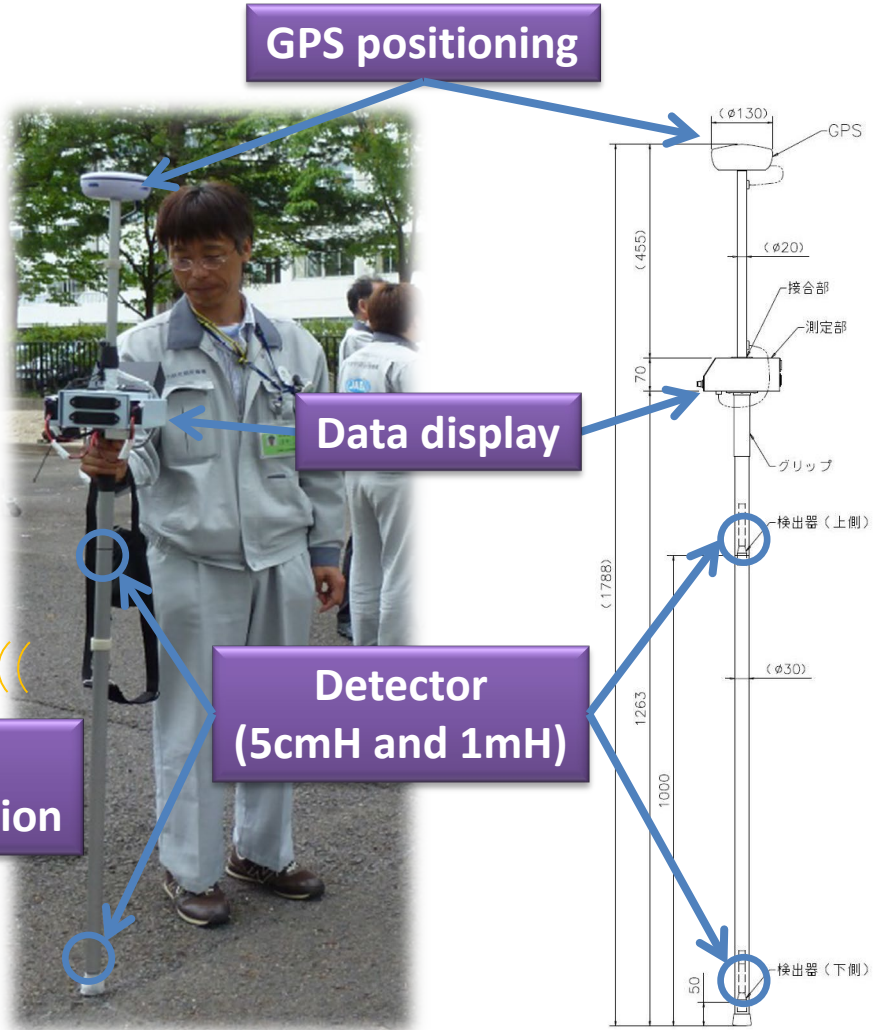 GPS positioning
(ø130)
GPS
(455)
(ø20)
接合部
測定部
70
Data display
グリップ
検出器(上側)
(1788)
Detector
(5cmH and 1mH)
(ø30)
1263
1000
ion
検出器(下側)
50